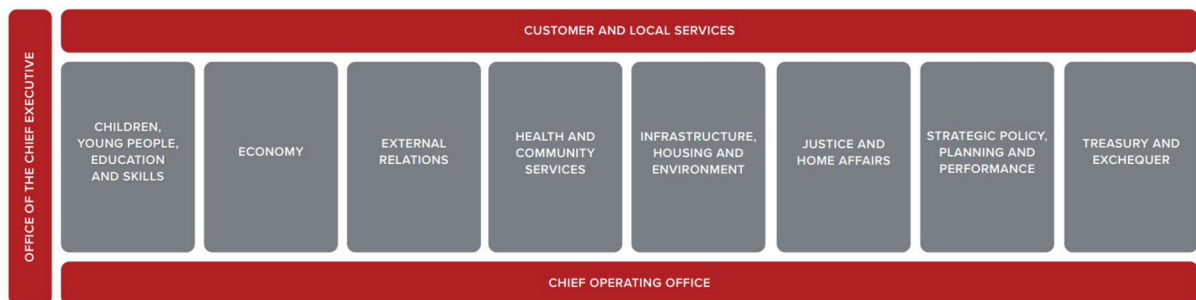 OFFICE OF THE CHIEF EXECUTIVE
CUSTOMER AND LOCAL SERVICES
CHILDREN,
YOUNG PEOPLE,
EDUCATION
AND SKILLS
ECONOMY
EXTERNAL
RELATIONS
HEALTH AND
COMMUNITY
SERVICES
INFRASTRUCTURE,
HOUSING AND
ENVIRONMENT
JUSTICE AND
HOME AFFAIRS
STRATEGIC POLICY,
PLANNING AND
PERFORMANCE
TREASURY AND
EXCHEQUER
CHIEF OPERATING OFFICE